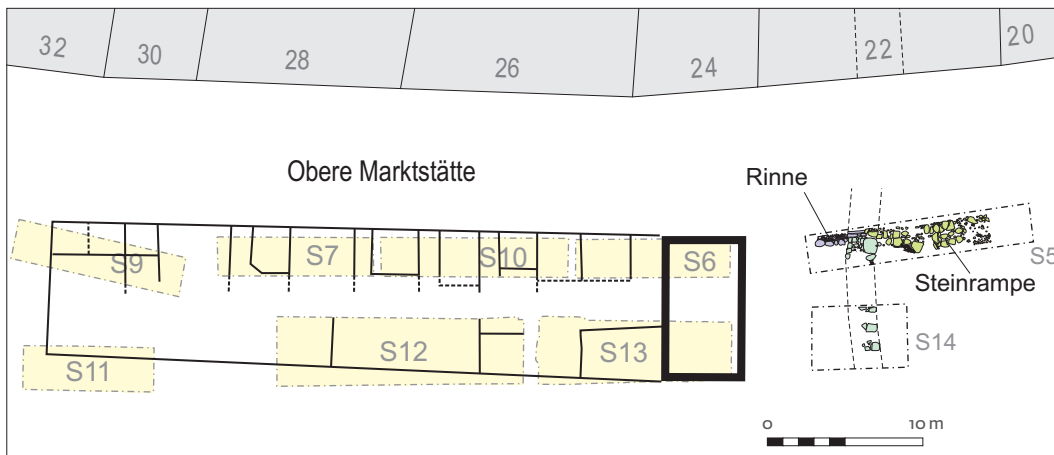 32
30
28
26
24
22
20
Obere Marktstätte
Rinne
S9
S7
S10
S6
S5
Steinrampe
S11
S12
S13
S14
0 10 m